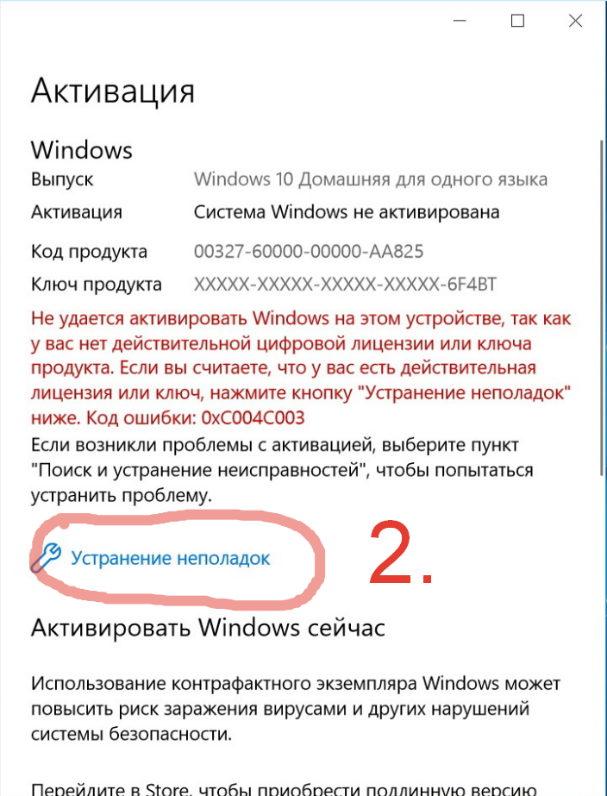 Активация
Windows
Выпуск Windows 10 Домашняя для одного языка
Активация Система Windows не активирована
Код продукта 00327-60000-00000-AA825
Ключ продукта XXXXX-XXXXX-XXXXX-XXXXX-6F4BT
Не удается активировать Windows на этом устройстве, так как
у вас нет действительной цифровой лицензии или ключа
продукта. Если вы считаете, что у вас есть действительная
лицензия или ключ, нажмите кнопку "Устранение неполадок"
ниже. Код ошибки: 0xC004C003
Если возникли проблемы с активацией, выберите пункт
"Поиск и устранение неисправностей", чтобы попытаться
устранить проблему.
Устранение неполадок
2.
Активировать Windows сейчас
Использование контрафактного экземпляра Windows может
повысить риск заражения вирусами и других нарушений
системы безопасности.
Перейдите в Store, чтобы приобрести подлинную версию